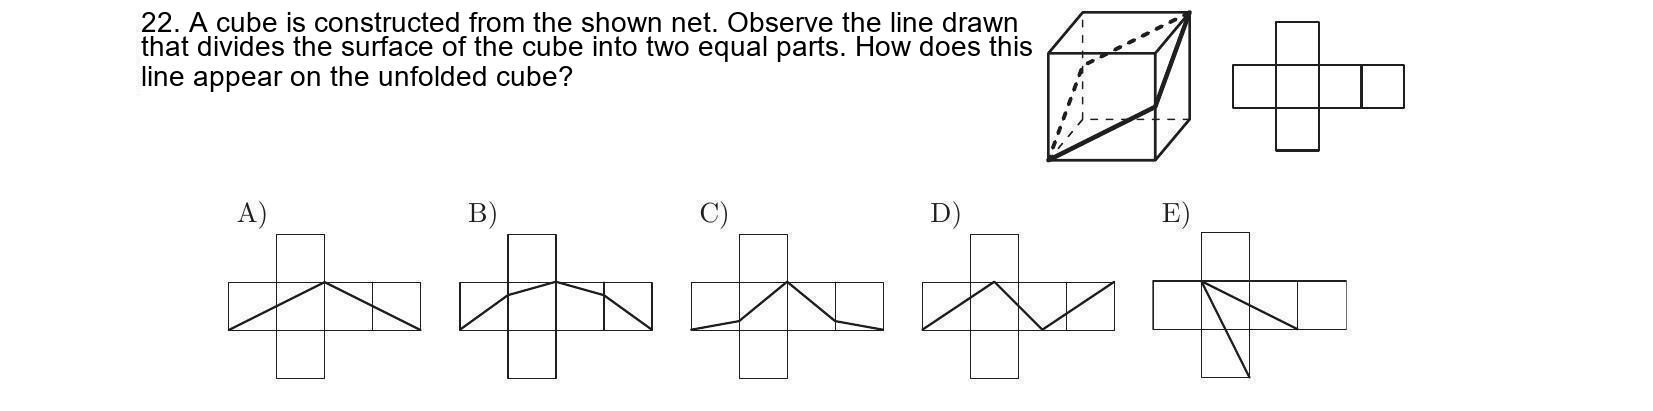 22. A cube is constructed from the shown net. Observe the line drawn
that divides the surface of the cube into two equal parts. How does this
line appear on the unfolded cube?
A) B) C) D) E)